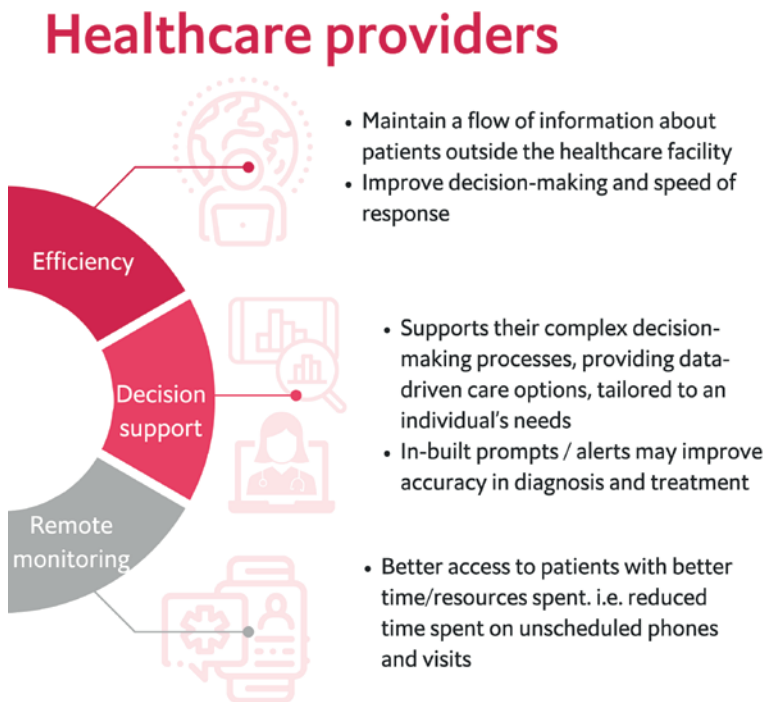 Healthcare providers
Efficiency
• Maintain a flow of information about
patients outside the healthcare facility
• Improve decision-making and speed of
response
Decision
support
• Supports their complex decision-
making processes, providing data-
driven care options, tailored to an
individual's needs
• In-built prompts / alerts may improve
accuracy in diagnosis and treatment
Remote
monitoring
• Better access to patients with better
time/resources spent. i.e. reduced
time spent on unscheduled phones
and visits